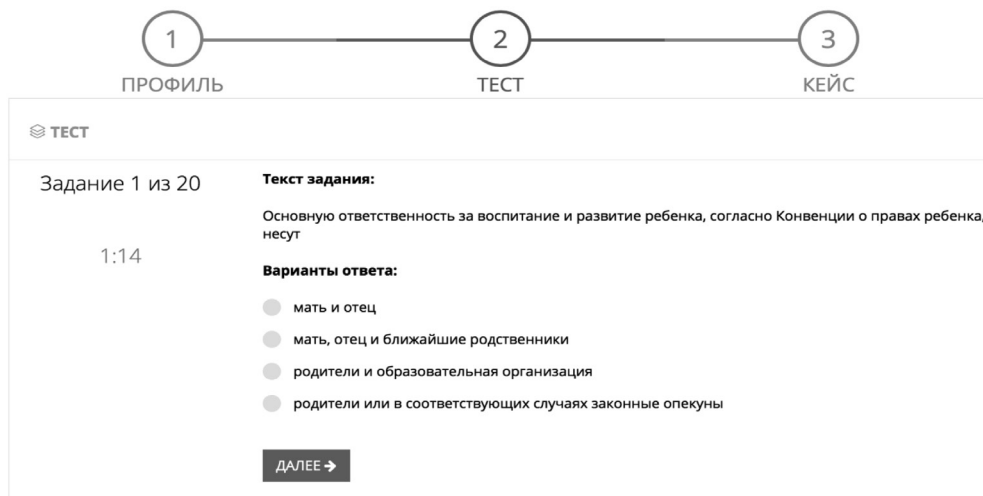 1 2 3
ПРОФИЛЬ ТЕСТ КЕЙС
ТЕСТ
Задание 1 из 20
1:14
Текст задания:
Основную ответственность за воспитание и развитие ребенка, согласно Конвенции о правах ребенка,
несут
Варианты ответа:
мать и отец
мать, отец и ближайшие родственники
родители и образовательная организация
родители или в соответствующих случаях законные опекуны
ДАЛЕЕ →